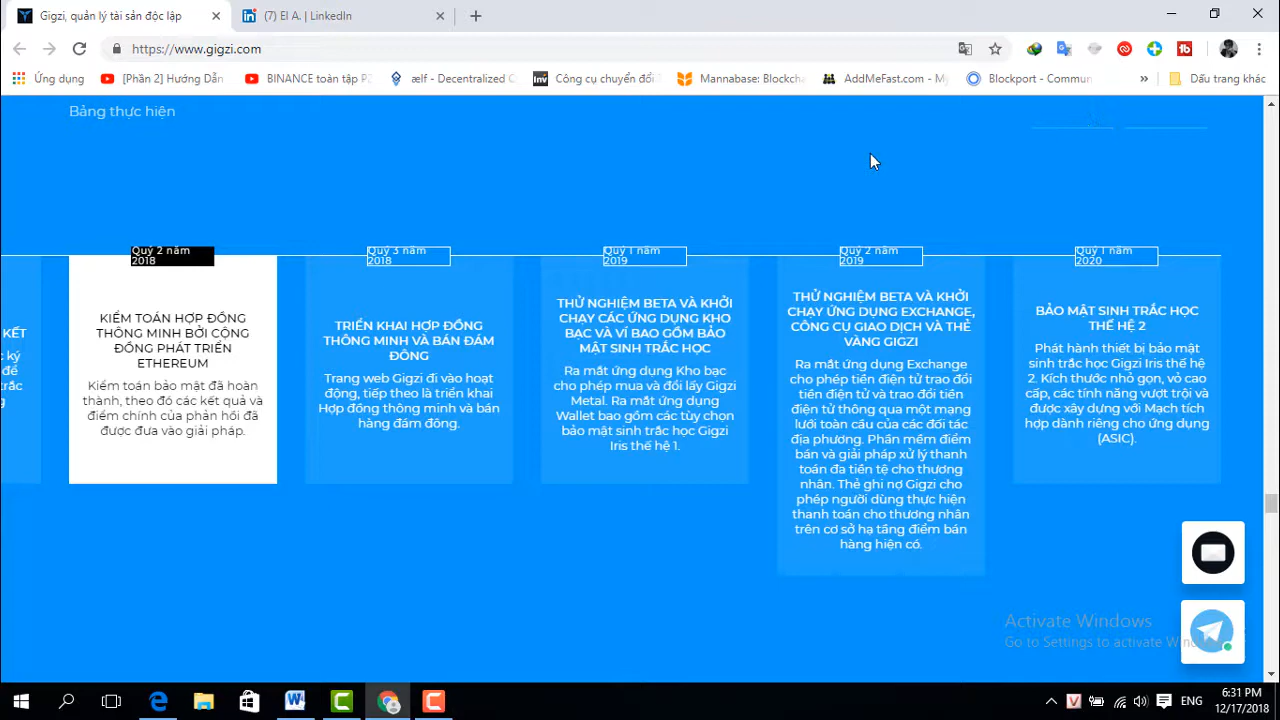 Gigzi, quản lý tài sản độc lập
(7) El A. | LinkedIn
https://www.gigzi.com
Ứng dụng
[Phần 2] Hướng Dẫn
BINANCE toàn tập P
ælf - Decentralized
Công cụ chuyển đổi
Mannabase: Blockch
AddMeFast.com - M
Blockport - Commun
Dấu trang khác
Bảng thực hiện
KẾT
c ký
để
trắc
g
Quý 2 năm
2018
KIỂM TOÁN HỢP ĐỒNG
THÔNG MINH BỞI CỘNG
ĐỒNG PHÁT TRIỂN
ETHEREUM
Kiểm toán bảo mật đã hoàn
thành, theo đó các kết quả và
điểm chính của phản hồi đã
được đưa vào giải pháp.
Quý 3 năm
2018
TRIỂN KHAI HỢP ĐỒNG
THÔNG MINH VÀ BÁN ĐÁM
ĐÔNG
Trang web Gigzi đi vào hoạt
động, tiếp theo là triển khai
Hợp đồng thông minh và bán
hàng đám đông.
Quý 1 năm
2019
THỬ NGHIỆM BETA VÀ KHỞI
CHẠY CÁC ỨNG DỤNG KHO
BẠC VÀ VÍ BAO GỒM BẢO
MẬT SINH TRẮC HỌC
Ra mắt ứng dụng Kho bạc
cho phép mua và đổi lấy Gigzi
Metal. Ra mắt ứng dụng
Wallet bao gồm các tùy chọn
bảo mật sinh trắc học Gigzi
Iris thế hệ 1.
Quý 2 năm
2019
THỬ NGHIỆM BETA VÀ KHỞI
CHẠY ỨNG DỤNG EXCHANGE,
CÔNG CỤ GIAO DỊCH VÀ THẺ
VÀNG GIGZI
Ra mắt ứng dụng Exchange
cho phép tiền điện tử trao đổi
tiền điện tử và trao đổi tiền
điện tử thông qua một mạng
lưới toàn cầu của các đối tác
địa phương. Phần mềm điểm
bán và giải pháp xử lý thanh
toán đa tiền tệ cho thương
nhân. Thẻ ghi nợ Gigzi cho
phép người dùng thực hiện
thanh toán cho thương nhân
trên cơ sở hạ tầng điểm bán
hàng hiện có.
Quý 1 năm
2020
BẢO MẬT SINH TRẮC HỌC
THẾ HỆ 2
Phát hành thiết bị bảo mật
sinh trắc học Gigzi Iris thế hệ
2. Kích thước nhỏ gọn, vỏ cao
cấp, các tính năng vượt trội và
được xây dựng với Mạch tích
hợp dành riêng cho ứng dụng
(ASIC).
Activate Windows
Go to Settings to activate
ENG
6:31 PM
12/17/2018